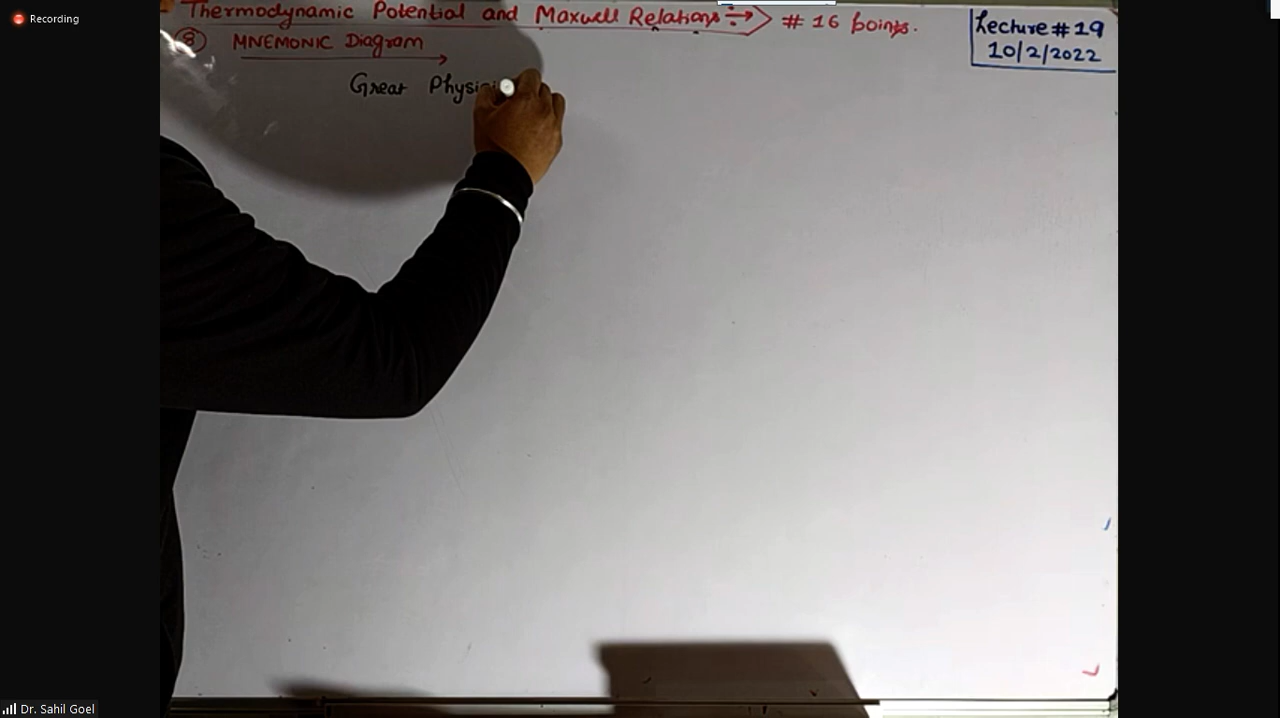 Recording
Thermodynamic Potential and Maxwell Relations ÷→ # 16 points.
Lecture # 19
10/2/2022
⑧ MNEMONIC Diagram
Great
Dr. Sahil Goel